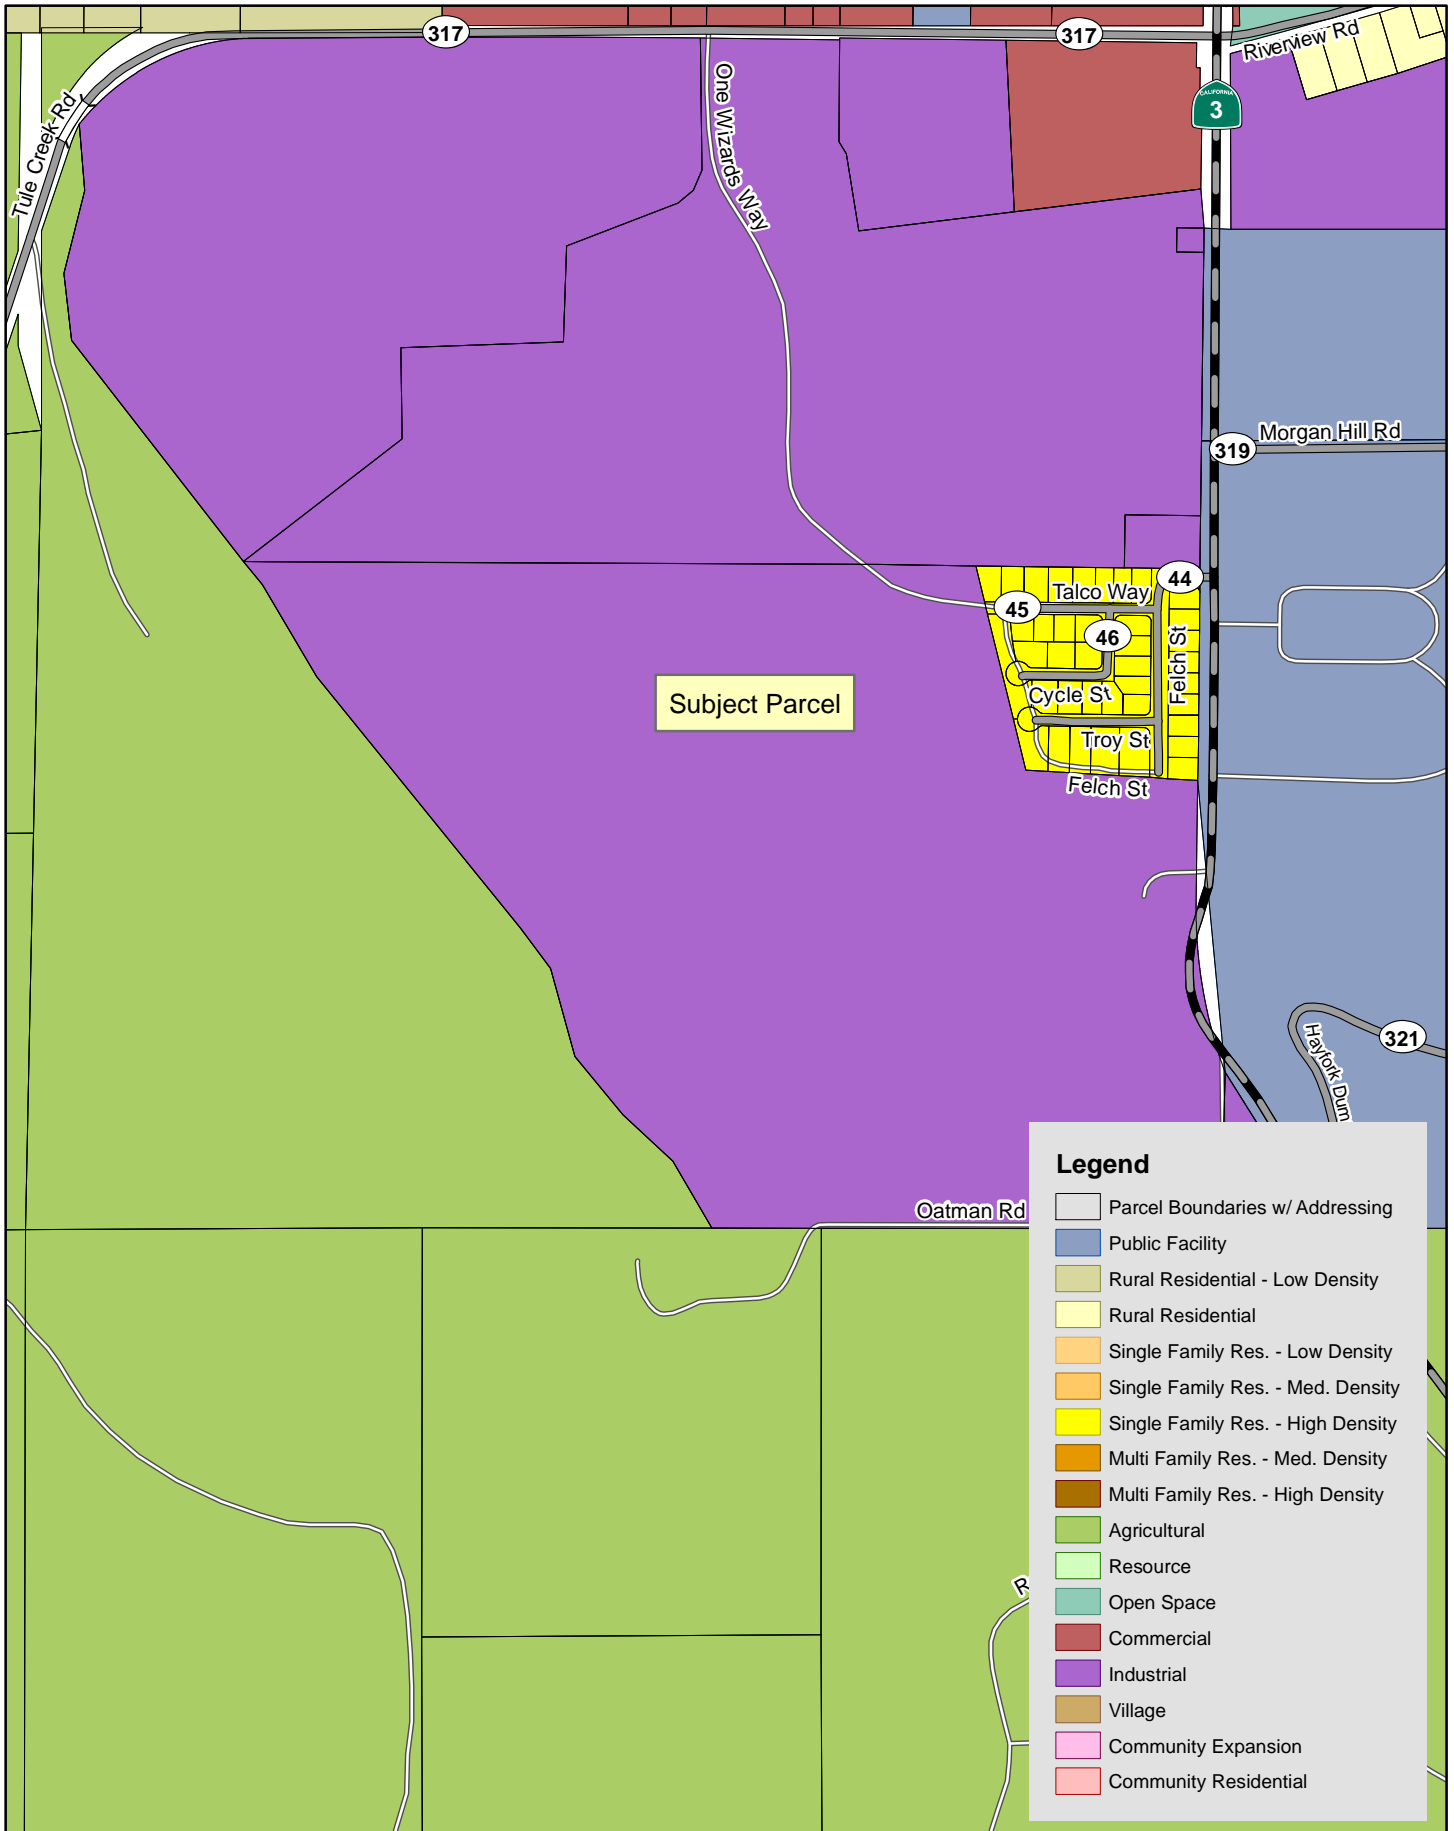 317
317
Riverview Rd
CALIFORNIA
3
Tule Creek Rd
One Wizards Way
Morgan Hill Rd
319
44
Talco Way
45
46
Felch St
Subject Parcel
Cycle St
Troy St
Felch St
321
Hayfork Dum
Oatman Rd
R
Legend
Parcel Boundaries w/ Addressing
Public Facility
Rural Residential - Low Density
Rural Residential
Single Family Res. - Low Density
Single Family Res. - Med. Density
Single Family Res. - High Density
Multi Family Res. - Med. Density
Multi Family Res. - High Density
Agricultural
Resource
Open Space
Commercial
Industrial
Village
Community Expansion
Community Residential